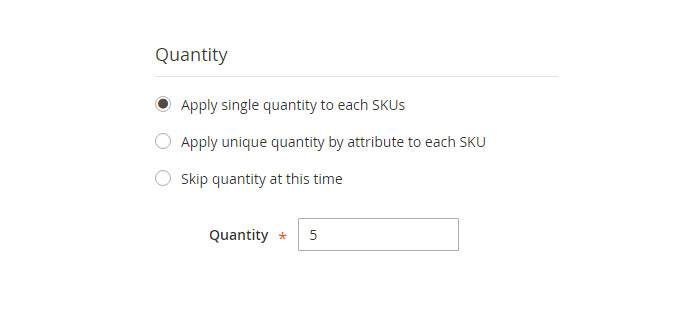 Quantity
Apply single quantity to each SKUs
Apply unique quantity by attribute to each SKU
Skip quantity at this time
Quantity * 5